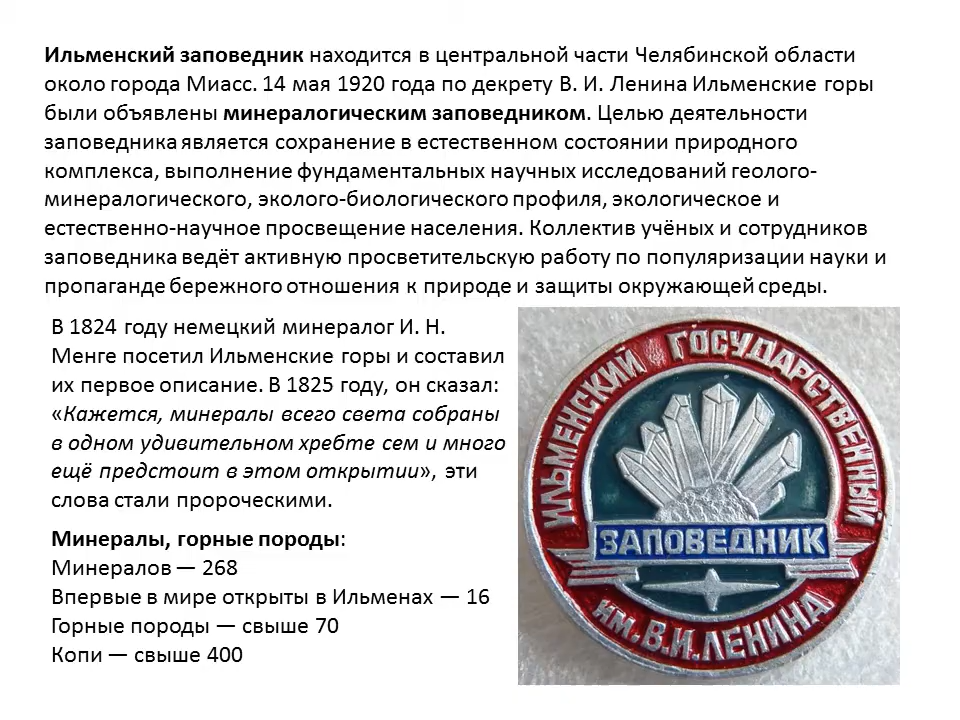 Ильменский заповедник находится в центральной части Челябинской области
около города Миасс. 14 мая 1920 года по декрету В. И. Ленина Ильменские горы
были объявлены минералогическим заповедником. Целью деятельности
заповедника является сохранение в естественном состоянии природного
комплекса, выполнение фундаментальных научных исследований геолого-
минералогического, эколого-биологического профиля, экологическое и
естественно-научное просвещение населения. Коллектив учёных и сотрудников
заповедника ведёт активную просветительскую работу по популяризации науки и
пропаганде бережного отношения к природе и защиты окружающей среды.
В 1824 году немецкий минералог И. Н.
Менге посетил Ильменские горы и составил
их первое описание. В 1825 году, он сказал:
«Кажется, минералы всего света собраны
в одном удивительном хребте сем и много
ещё предстоит в этом открытии», эти
слова стали пророческими.
Минералы, горные породы:
Минералов — 268
Впервые в мире открыты в Ильменах — 16
Горные породы — свыше 70
Копи — свыше 400
ИЛЬМЕНСКИЙ ГОСУДАРСТВЕННЫЙ
ЗАПОВЕДНИК
ИМ. В.И. ЛЕНИНА